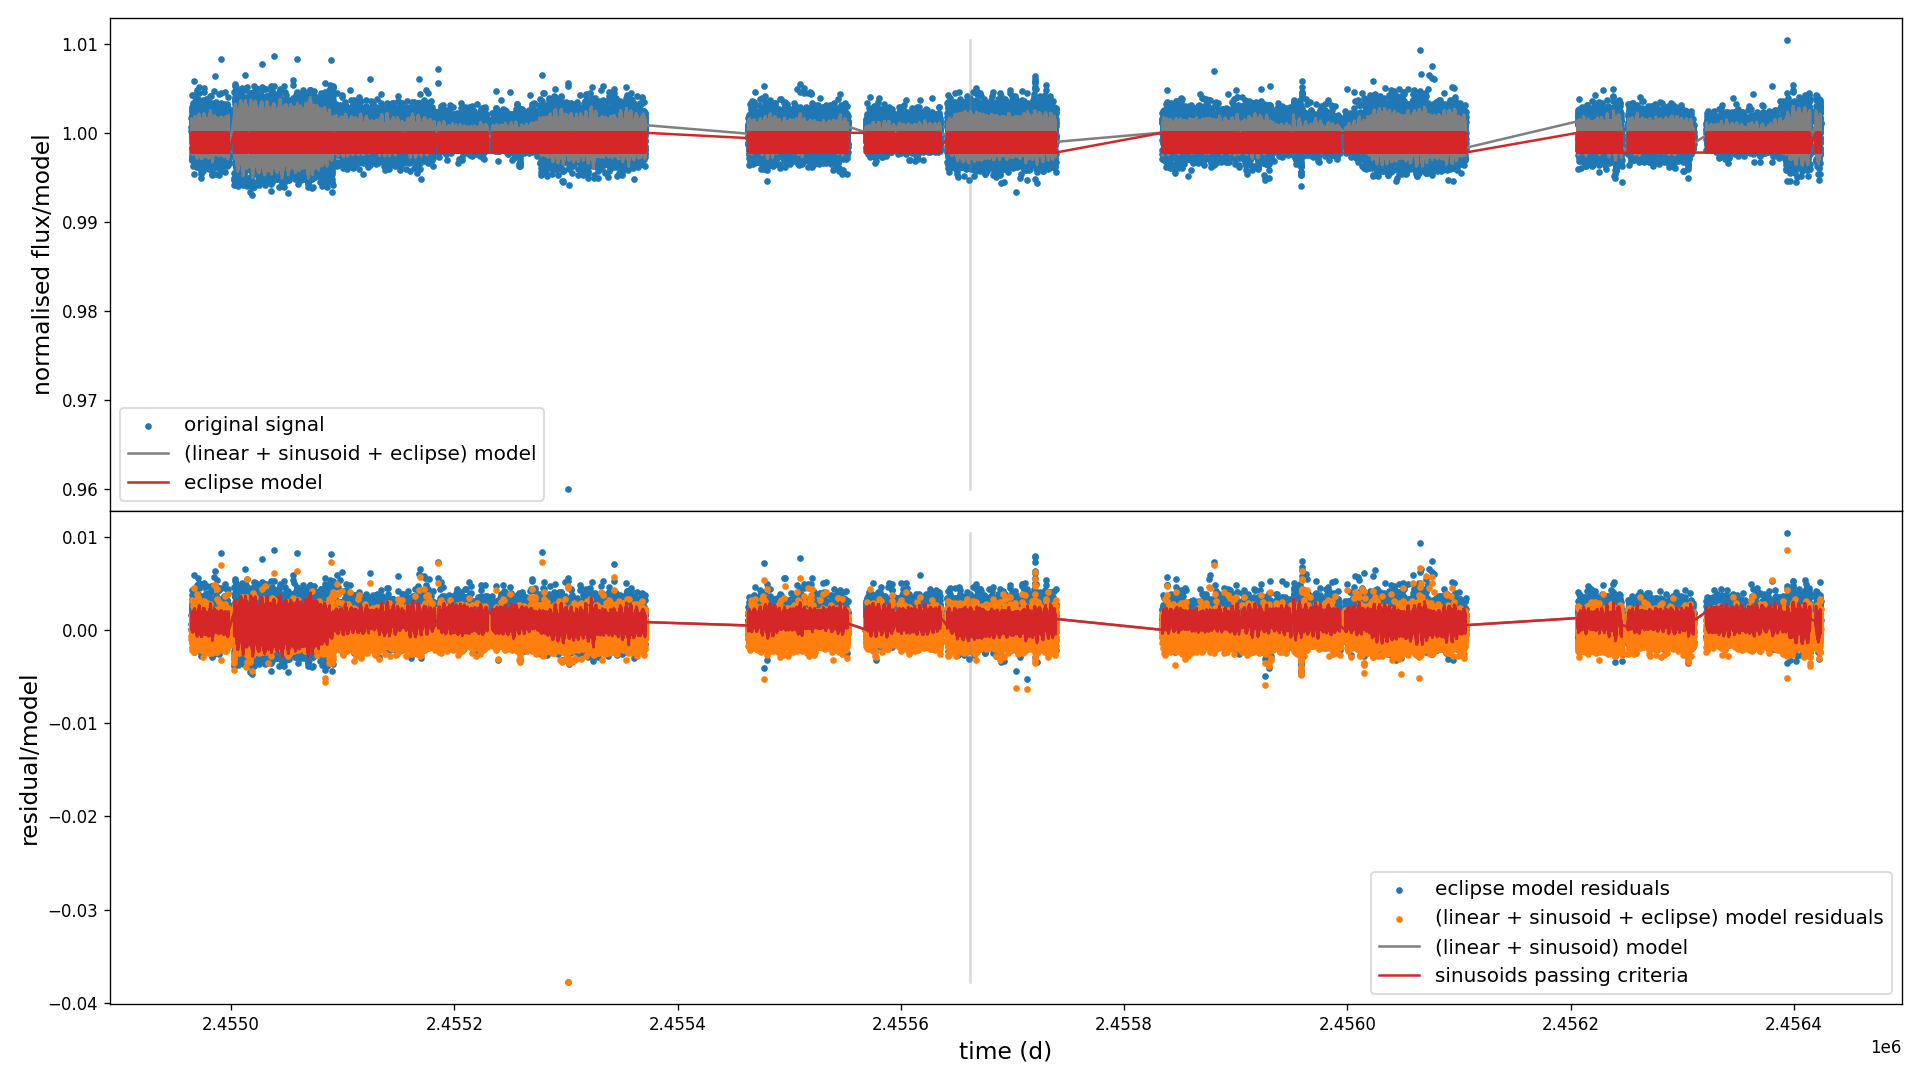 1.01
1.00
0.99
0.98
0.97
0.96
normalised flux/model
original signal
(linear + sinusoid + eclipse) model
eclipse model
0.01
0.00
−0.01
−0.02
−0.03
−0.04
residual/model
eclipse model residuals
(linear + sinusoid + eclipse) model residuals
(linear + sinusoid) model
sinusoids passing criteria
2.4550
2.4552
2.4554
2.4556
2.4558
2.4560
2.4562
2.4564
1e6
time (d)